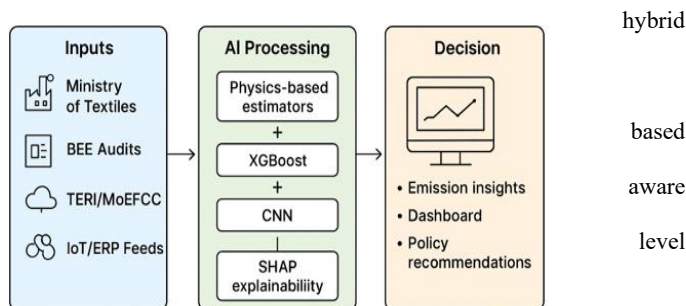 Inputs
Ministry
of Textiles
BEE Audits
TERI/MoEFCC
IoT/ERP Feeds
AI Processing
Physics-based
estimators
+
XGBoost
+
CNN
SHAP
explainabiliity
Decision
• Emission insights
• Dashboard
• Policy
recommendations
hybrid
based
aware
level